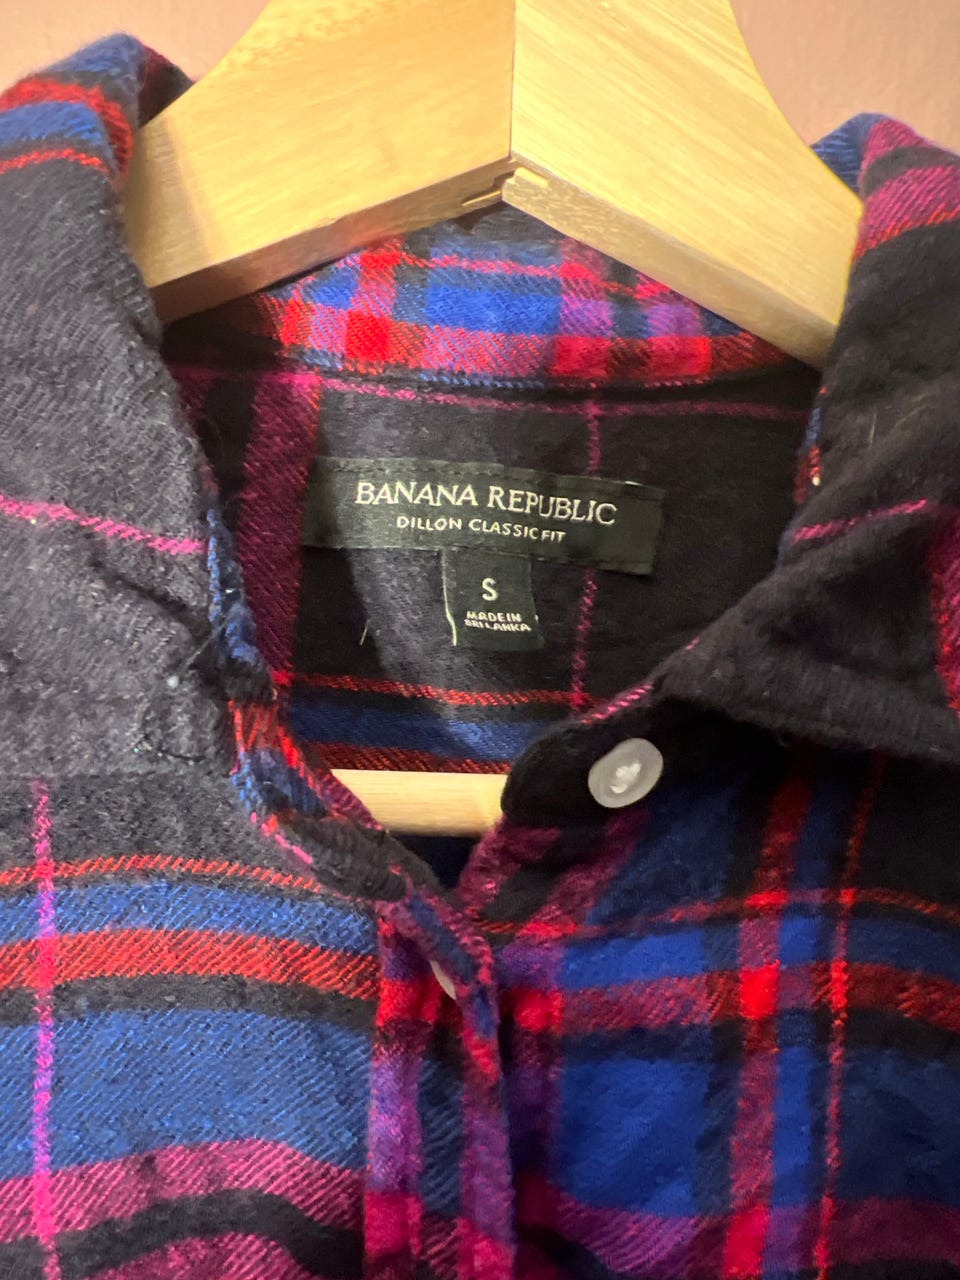 BANANA REPUBLIC
DILLON CLASSIC FIT
S
MADE IN
SRI LANKA